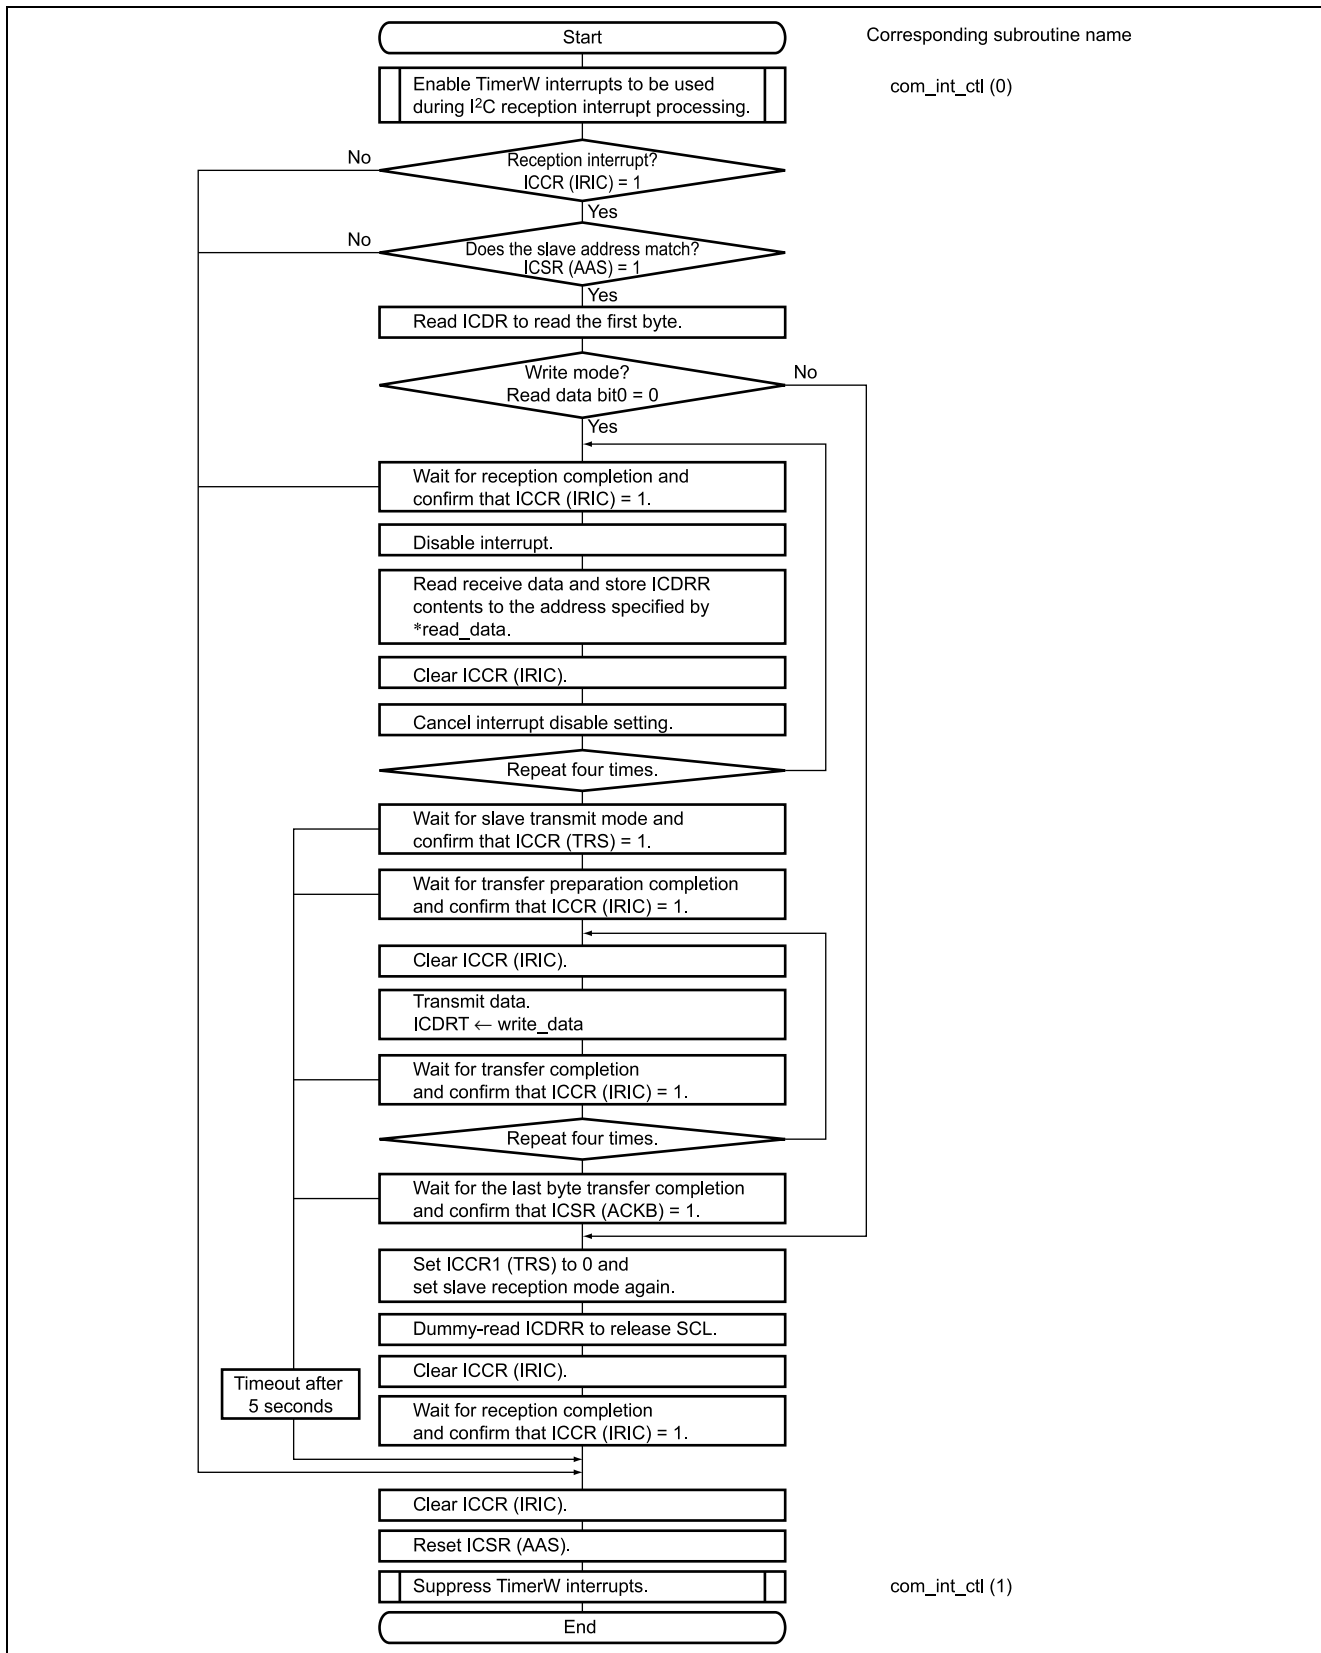 Start
Corresponding subroutine name
Enable TimerW interrupts to be used
during I²C reception interrupt processing.
com_int_ctl (0)
No
Reception interrupt?
ICCR (IRIC) = 1
Yes
No
Does the slave address match?
ICSR (AAS) = 1
Yes
Read ICDR to read the first byte.
Write mode?
Read data bit0 = 0
No
Yes
Wait for reception completion and
confirm that ICCR (IRIC) = 1.
Disable interrupt.
Read receive data and store ICDRR
contents to the address specified by
*read_data.
Clear ICCR (IRIC).
Cancel interrupt disable setting.
Repeat four times.
Wait for slave transmit mode and
confirm that ICCR (TRS) = 1.
Wait for transfer preparation completion
and confirm that ICCR (IRIC) = 1.
Clear ICCR (IRIC).
Transmit data.
ICDRT ← write_data
Wait for transfer completion
and confirm that ICCR (IRIC) = 1.
Repeat four times.
Wait for the last byte transfer completion
and confirm that ICSR (ACKB) = 1.
Set ICCR1 (TRS) to 0 and
set slave reception mode again.
Dummy-read ICDRR to release SCL.
Clear ICCR (IRIC).
Timeout after
5 seconds
Wait for reception completion
and confirm that ICCR (IRIC) = 1.
Clear ICCR (IRIC).
Reset ICSR (AAS).
Suppress TimerW interrupts.
com_int_ctl (1)
End